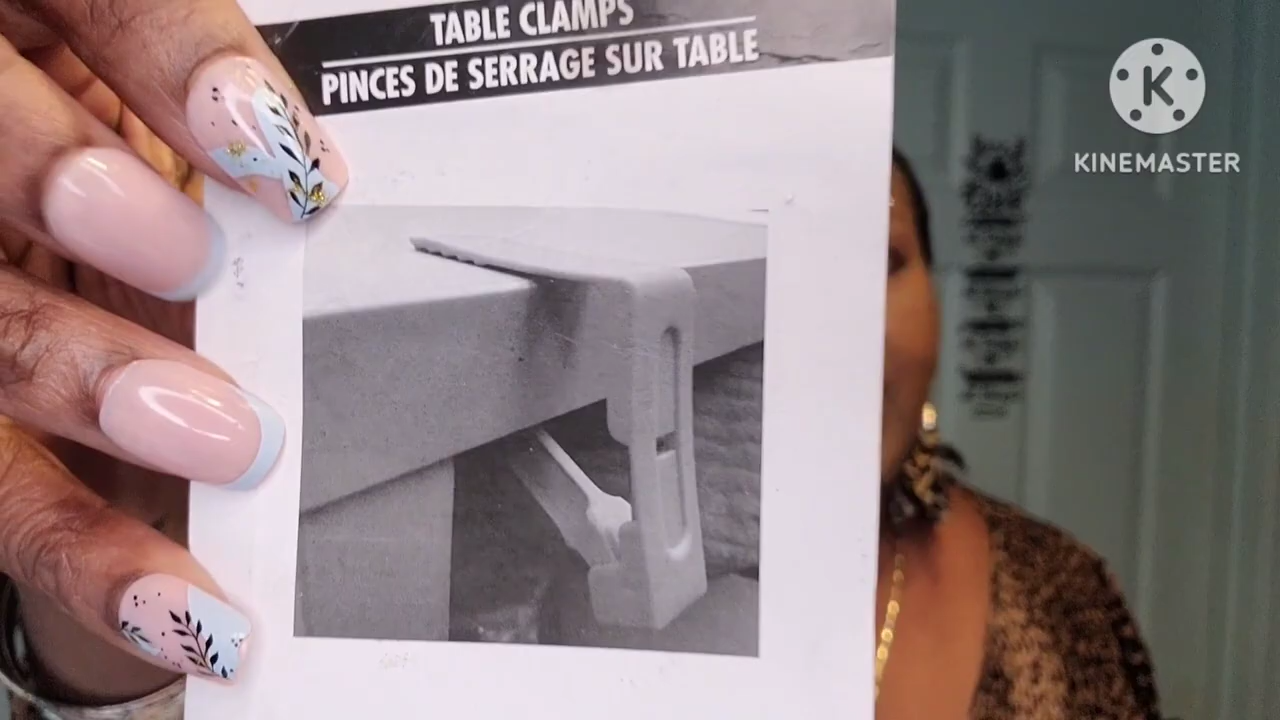 TABLE CLAMPS
PINCES DE SERRAGE SUR TABLE
K
KINEMASTER